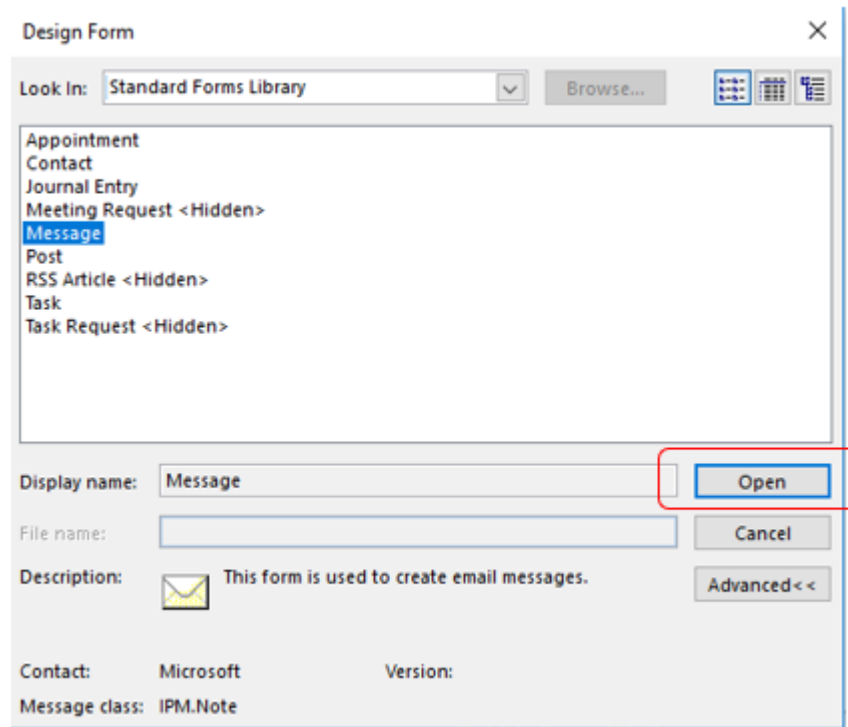 Design Form
Look In: Standard Forms Library Browse...
Appointment
Contact
Journal Entry
Meeting Request <Hidden>
Message
Post
RSS Article <Hidden>
Task
Task Request <Hidden>
Display name: Message Open
File name: Cancel
Description: This form is used to create email messages. Advanced<<
Contact: Microsoft Version:
Message class: IPM.Note